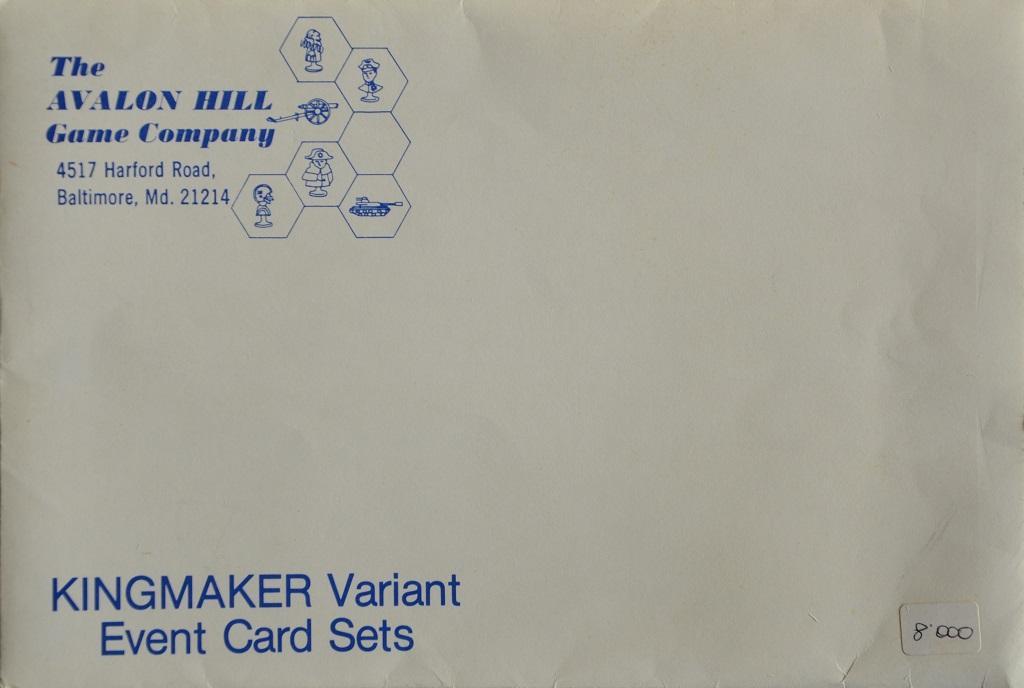 The
AVALON HILL
Game Company
4517 Harford Road,
Baltimore, Md. 21214
KINGMAKER Variant
Event Card Sets
8'000